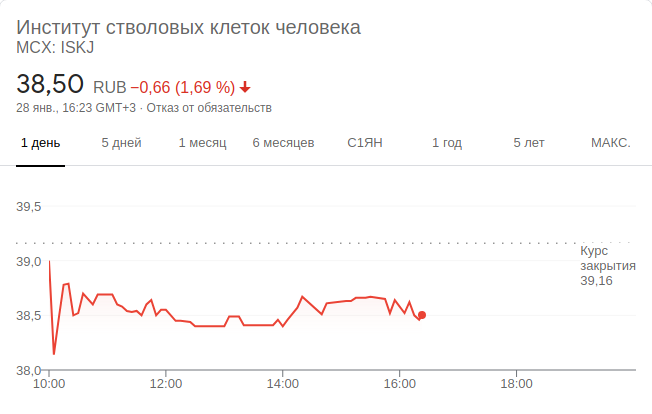 Институт стволовых клеток человека
MCX: ISKJ
38,50 RUB −0,66 (1,69 %)
28 янв., 16:23 GMT+3 · Отказ от обязательств
1 день 5 дней 1 месяц 6 месяцев С1ЯН 1 год 5 лет МАКС.
39,5
Курс
закрытия
39,16
39,0
38,5
38,0
10:00 12:00 14:00 16:00 18:00